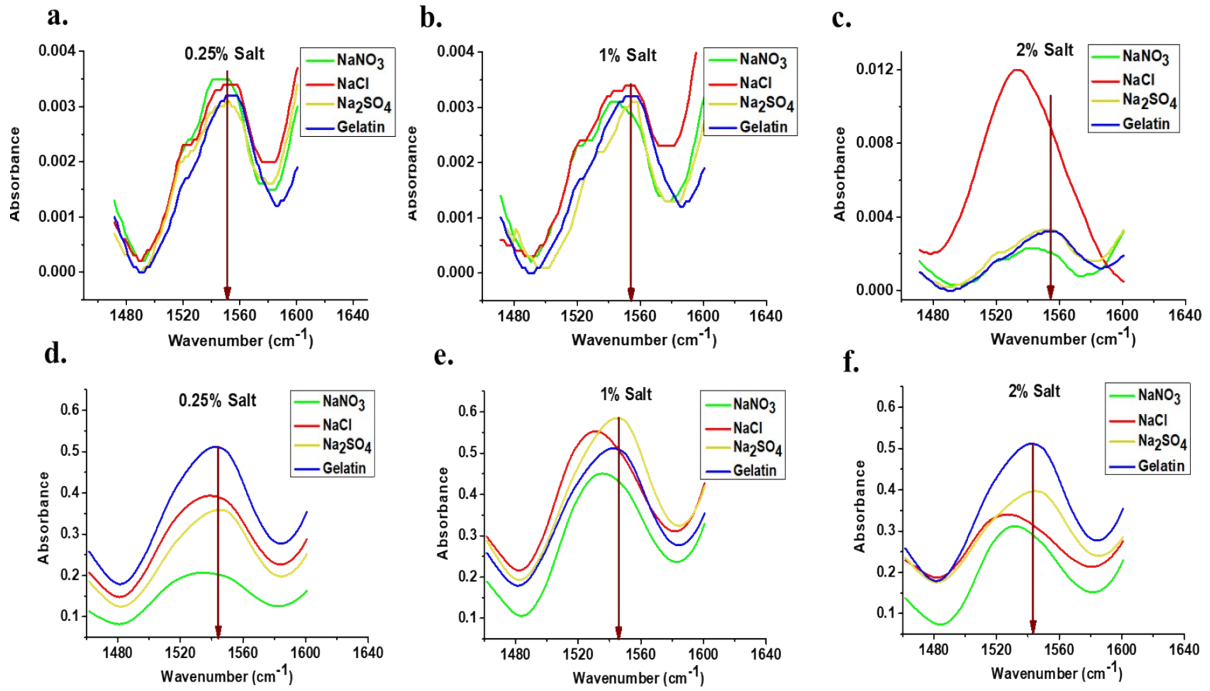 a.
0.25% Salt
NaNO3
NaCl
Na2SO4
Gelatin
0.004
0.003
0.002
0.001
0.000
Absorbance
1480 1520 1560 1600 1640
Wavenumber (cm-1)
b.
1% Salt
NaNO3
NaCl
Na2SO4
Gelatin
0.004
0.003
0.002
0.001
0.000
Absorbance
1480 1520 1560 1600 1640
Wavenumber (cm-1)
c.
2% Salt
NaNO3
NaCl
Na2SO4
Gelatin
0.012
0.008
0.004
0.000
Absorbance
1480 1520 1560 1600 1640
Wavenumber (cm-1)
d.
0.25% Salt
NaNO3
NaCl
Na2SO4
Gelatin
0.6
0.5
0.4
0.3
0.2
0.1
Absorbance
1480 1520 1560 1600 1640
Wavenumber (cm-1)
e.
1% Salt
NaNO3
NaCl
Na2SO4
Gelatin
0.6
0.5
0.4
0.3
0.2
0.1
Absorbance
1480 1520 1560 1600 1640
Wavenumber (cm-1)
f.
2% Salt
NaNO3
NaCl
Na2SO4
Gelatin
0.6
0.5
0.4
0.3
0.2
0.1
Absorbance
1480 1520 1560 1600 1640
Wavenumber (cm-1)